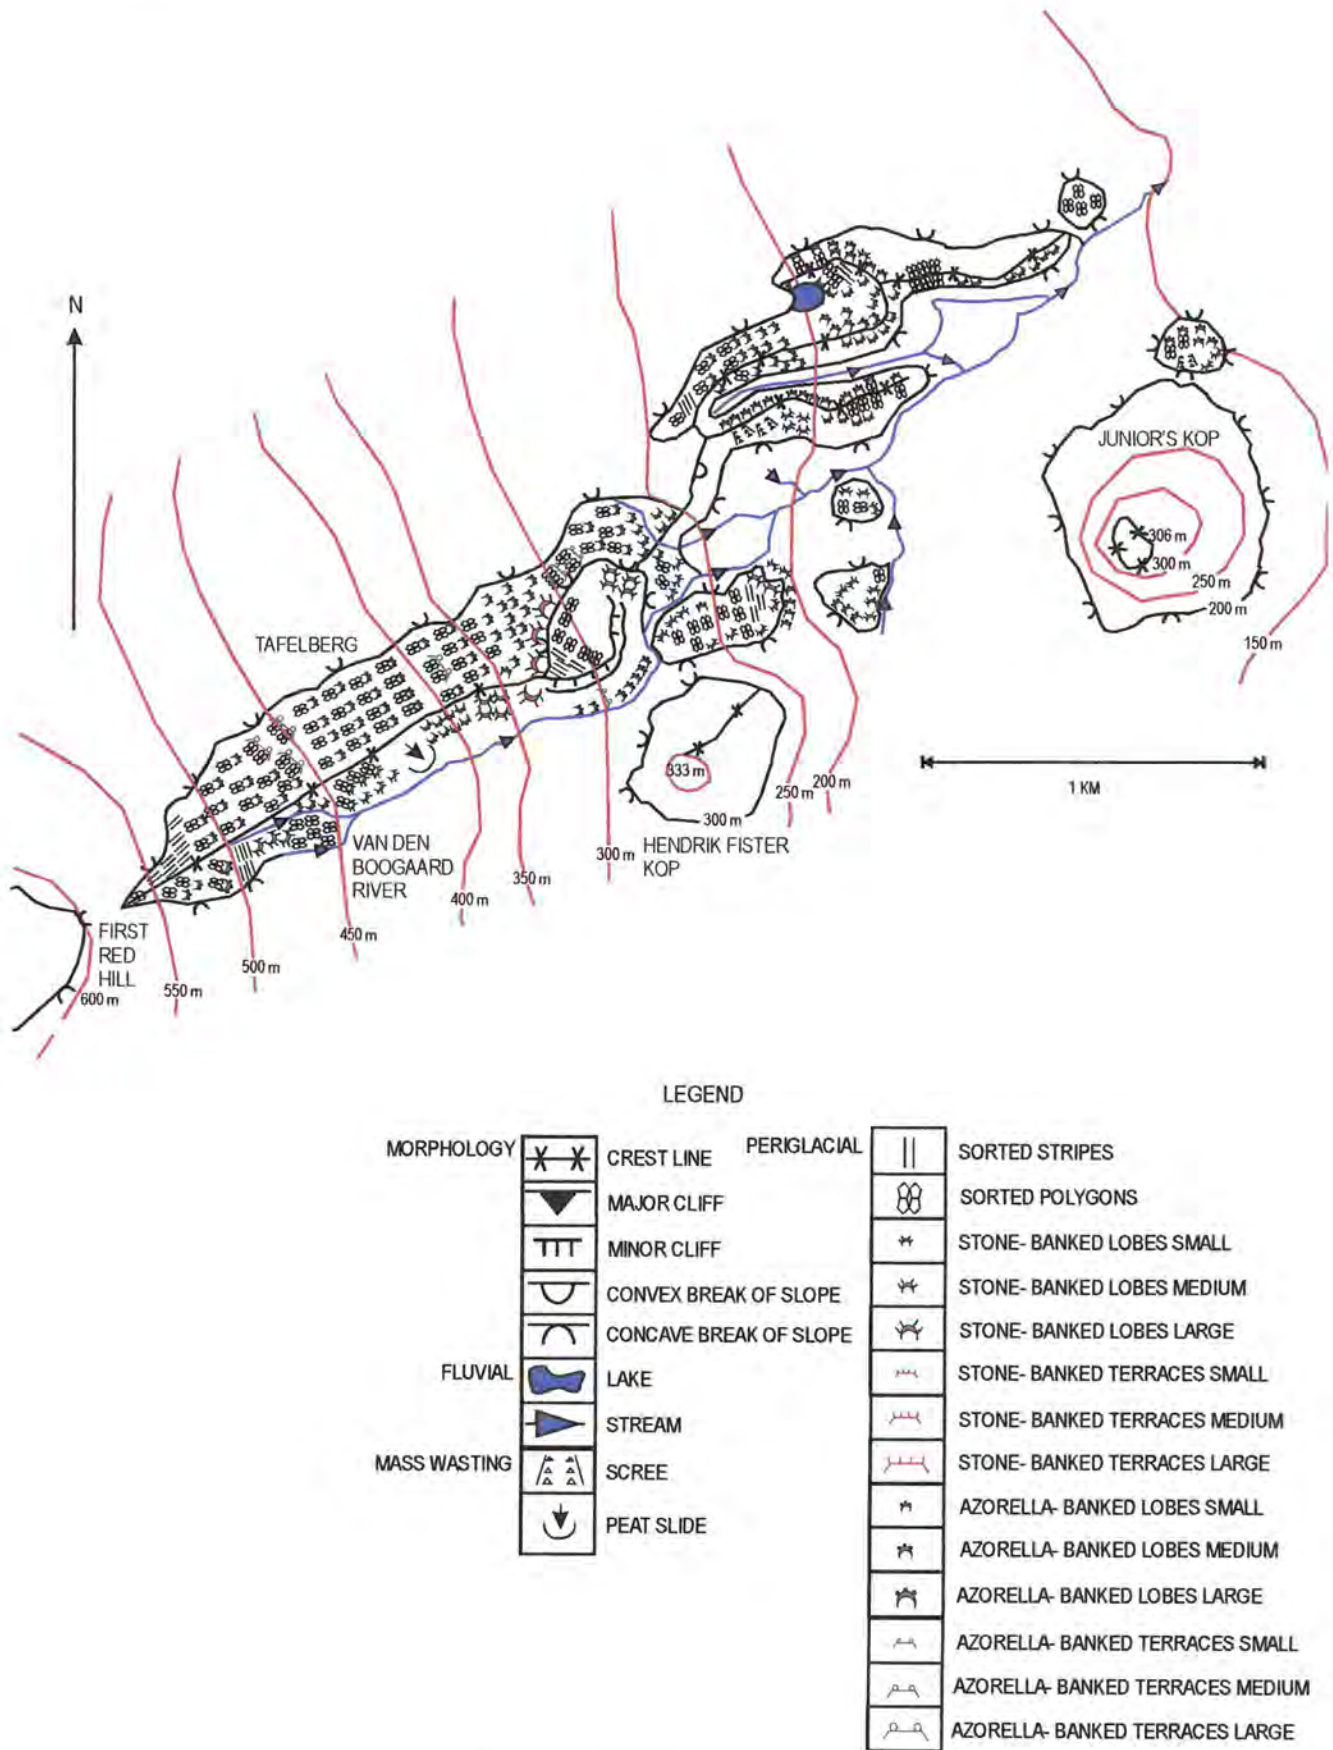 N
TAFELBERG
JUNIOR'S KOP
306 m
300 m
250 m
200 m
150 m
333 m
300 m
250 m
200 m
1 KM
HENDRIK FISTER
KOP
300 m
350 m
400 m
VAN DEN
BOOGAARD
RIVER
450 m
500 m
550 m
FIRST
RED
HILL
600 m
LEGEND
MORPHOLOGY
CREST LINE
MAJOR CLIFF
MINOR CLIFF
CONVEX BREAK OF SLOPE
CONCAVE BREAK OF SLOPE
FLUVIAL
LAKE
STREAM
MASS WASTING
SCREE
PEAT SLIDE
PERIGLACIAL
SORTED STRIPES
SORTED POLYGONS
STONE- BANKED LOBES SMALL
STONE- BANKED LOBES MEDIUM
STONE- BANKED LOBES LARGE
STONE- BANKED TERRACES SMALL
STONE- BANKED TERRACES MEDIUM
STONE- BANKED TERRACES LARGE
AZORELLA- BANKED LOBES SMALL
AZORELLA- BANKED LOBES MEDIUM
AZORELLA- BANKED LOBES LARGE
AZORELLA- BANKED TERRACES SMALL
AZORELLA- BANKED TERRACES MEDIUM
AZORELLA- BANKED TERRACES LARGE